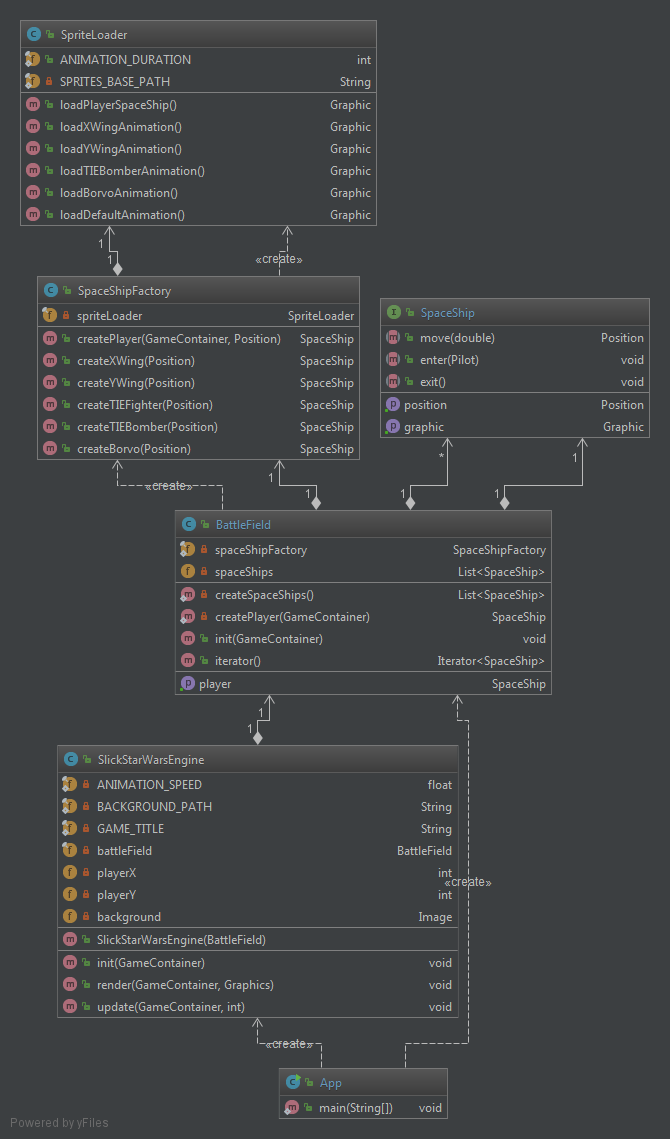 SpriteLoader
ANIMATION_DURATION int
SPRITES_BASE_PATH String
loadPlayerSpaceShip() Graphic
loadXWingAnimation() Graphic
loadYWingAnimation() Graphic
loadTIEBomberAnimation() Graphic
loadBorvoAnimation() Graphic
loadDefaultAnimation() Graphic
1
1
«create»
SpaceShipFactory
spriteLoader SpriteLoader
createPlayer(GameContainer, Position) SpaceShip
createXWing(Position) SpaceShip
createYWing(Position) SpaceShip
createTIEFighter(Position) SpaceShip
createTIEBomber(Position) SpaceShip
createBorvo(Position) SpaceShip
SpaceShip
move(double) Position
enter(Pilot) void
exit() void
position Position
graphic Graphic
«create»
1
1
*
1
1
1
BattleField
spaceShipFactory SpaceShipFactory
spaceShips List<SpaceShip>
createSpaceShips() List<SpaceShip>
createPlayer(GameContainer) SpaceShip
init(GameContainer) void
iterator() Iterator<SpaceShip>
player SpaceShip
1
1
SlickStarWarsEngine
ANIMATION_SPEED float
BACKGROUND_PATH String
GAME_TITLE String
battleField BattleField
playerX int
«create»
playerY int
background Image
SlickStarWarsEngine(BattleField)
init(GameContainer) void
render(GameContainer, Graphics) void
update(GameContainer, int) void
«create»
App
main(String[]) void
Powered by yFiles